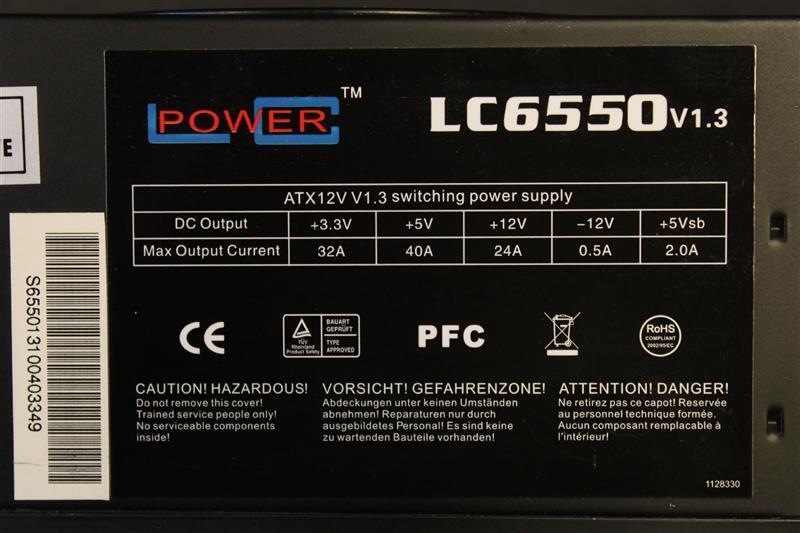 POWER
TM
LC6550 V1.3
ATX12V V1.3 switching power supply
DC Output +3.3V +5V +12V −12V +5Vsb
Max Output Current 32A 40A 24A 0.5A 2.0A
CE
TÜV
Rheinland
Product Safety
BAUART
GEPRÜFT
TYPE
APPROVED
PFC
RoHS
COMPLIANT
2002/95/EC
CAUTION! HAZARDOUS!
Do not remove this cover!
Trained service people only!
No serviceable components
inside!
VORSICHT! GEFAHRENZONE!
Abdeckungen unter keinen Umständen
abnehmen! Reparaturen nur durch
ausgebildetes Personal! Es sind keine
zu wartenden Bauteile vorhanden!
ATTENTION! DANGER!
Ne retirez pas ce capot! Reservée
au personnel technique formée.
Aucun composant remplacable à
l'intérieur!
1128330
S655013100403349